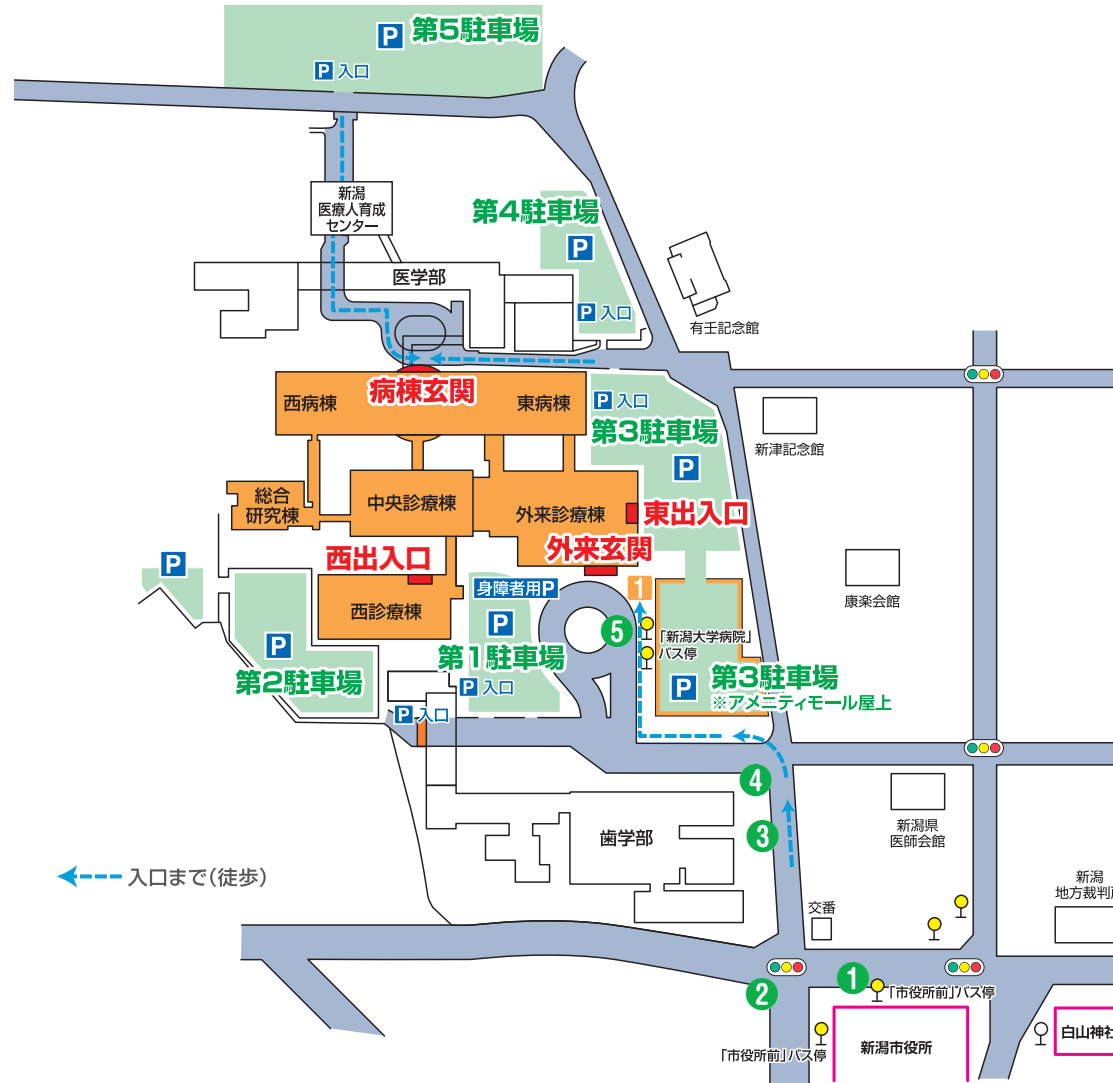 P 第5駐車場
P 入口
新潟
医療人育成
センター
第4駐車場
P
P 入口
医学部
有壬記念館
病棟玄関
西病棟
東病棟
P 入口
第3駐車場
P
新津記念館
総合
研究棟
中央診療棟
外来診療棟
東出入口
外来玄関
西出入口
P
西診療棟
身障者用P
P
第1駐車場
P 入口
1
5
「新潟大学病院」
バス停
康楽会館
P
第2駐車場
P 入口
P
第3駐車場
※アメニティモール屋上
4
3
歯学部
新潟県
医師会館
入口まで(徒歩)
交番
新潟
地方裁判所
2
1
「市役所前」バス停
「市役所前」バス停
新潟市役所
白山神社